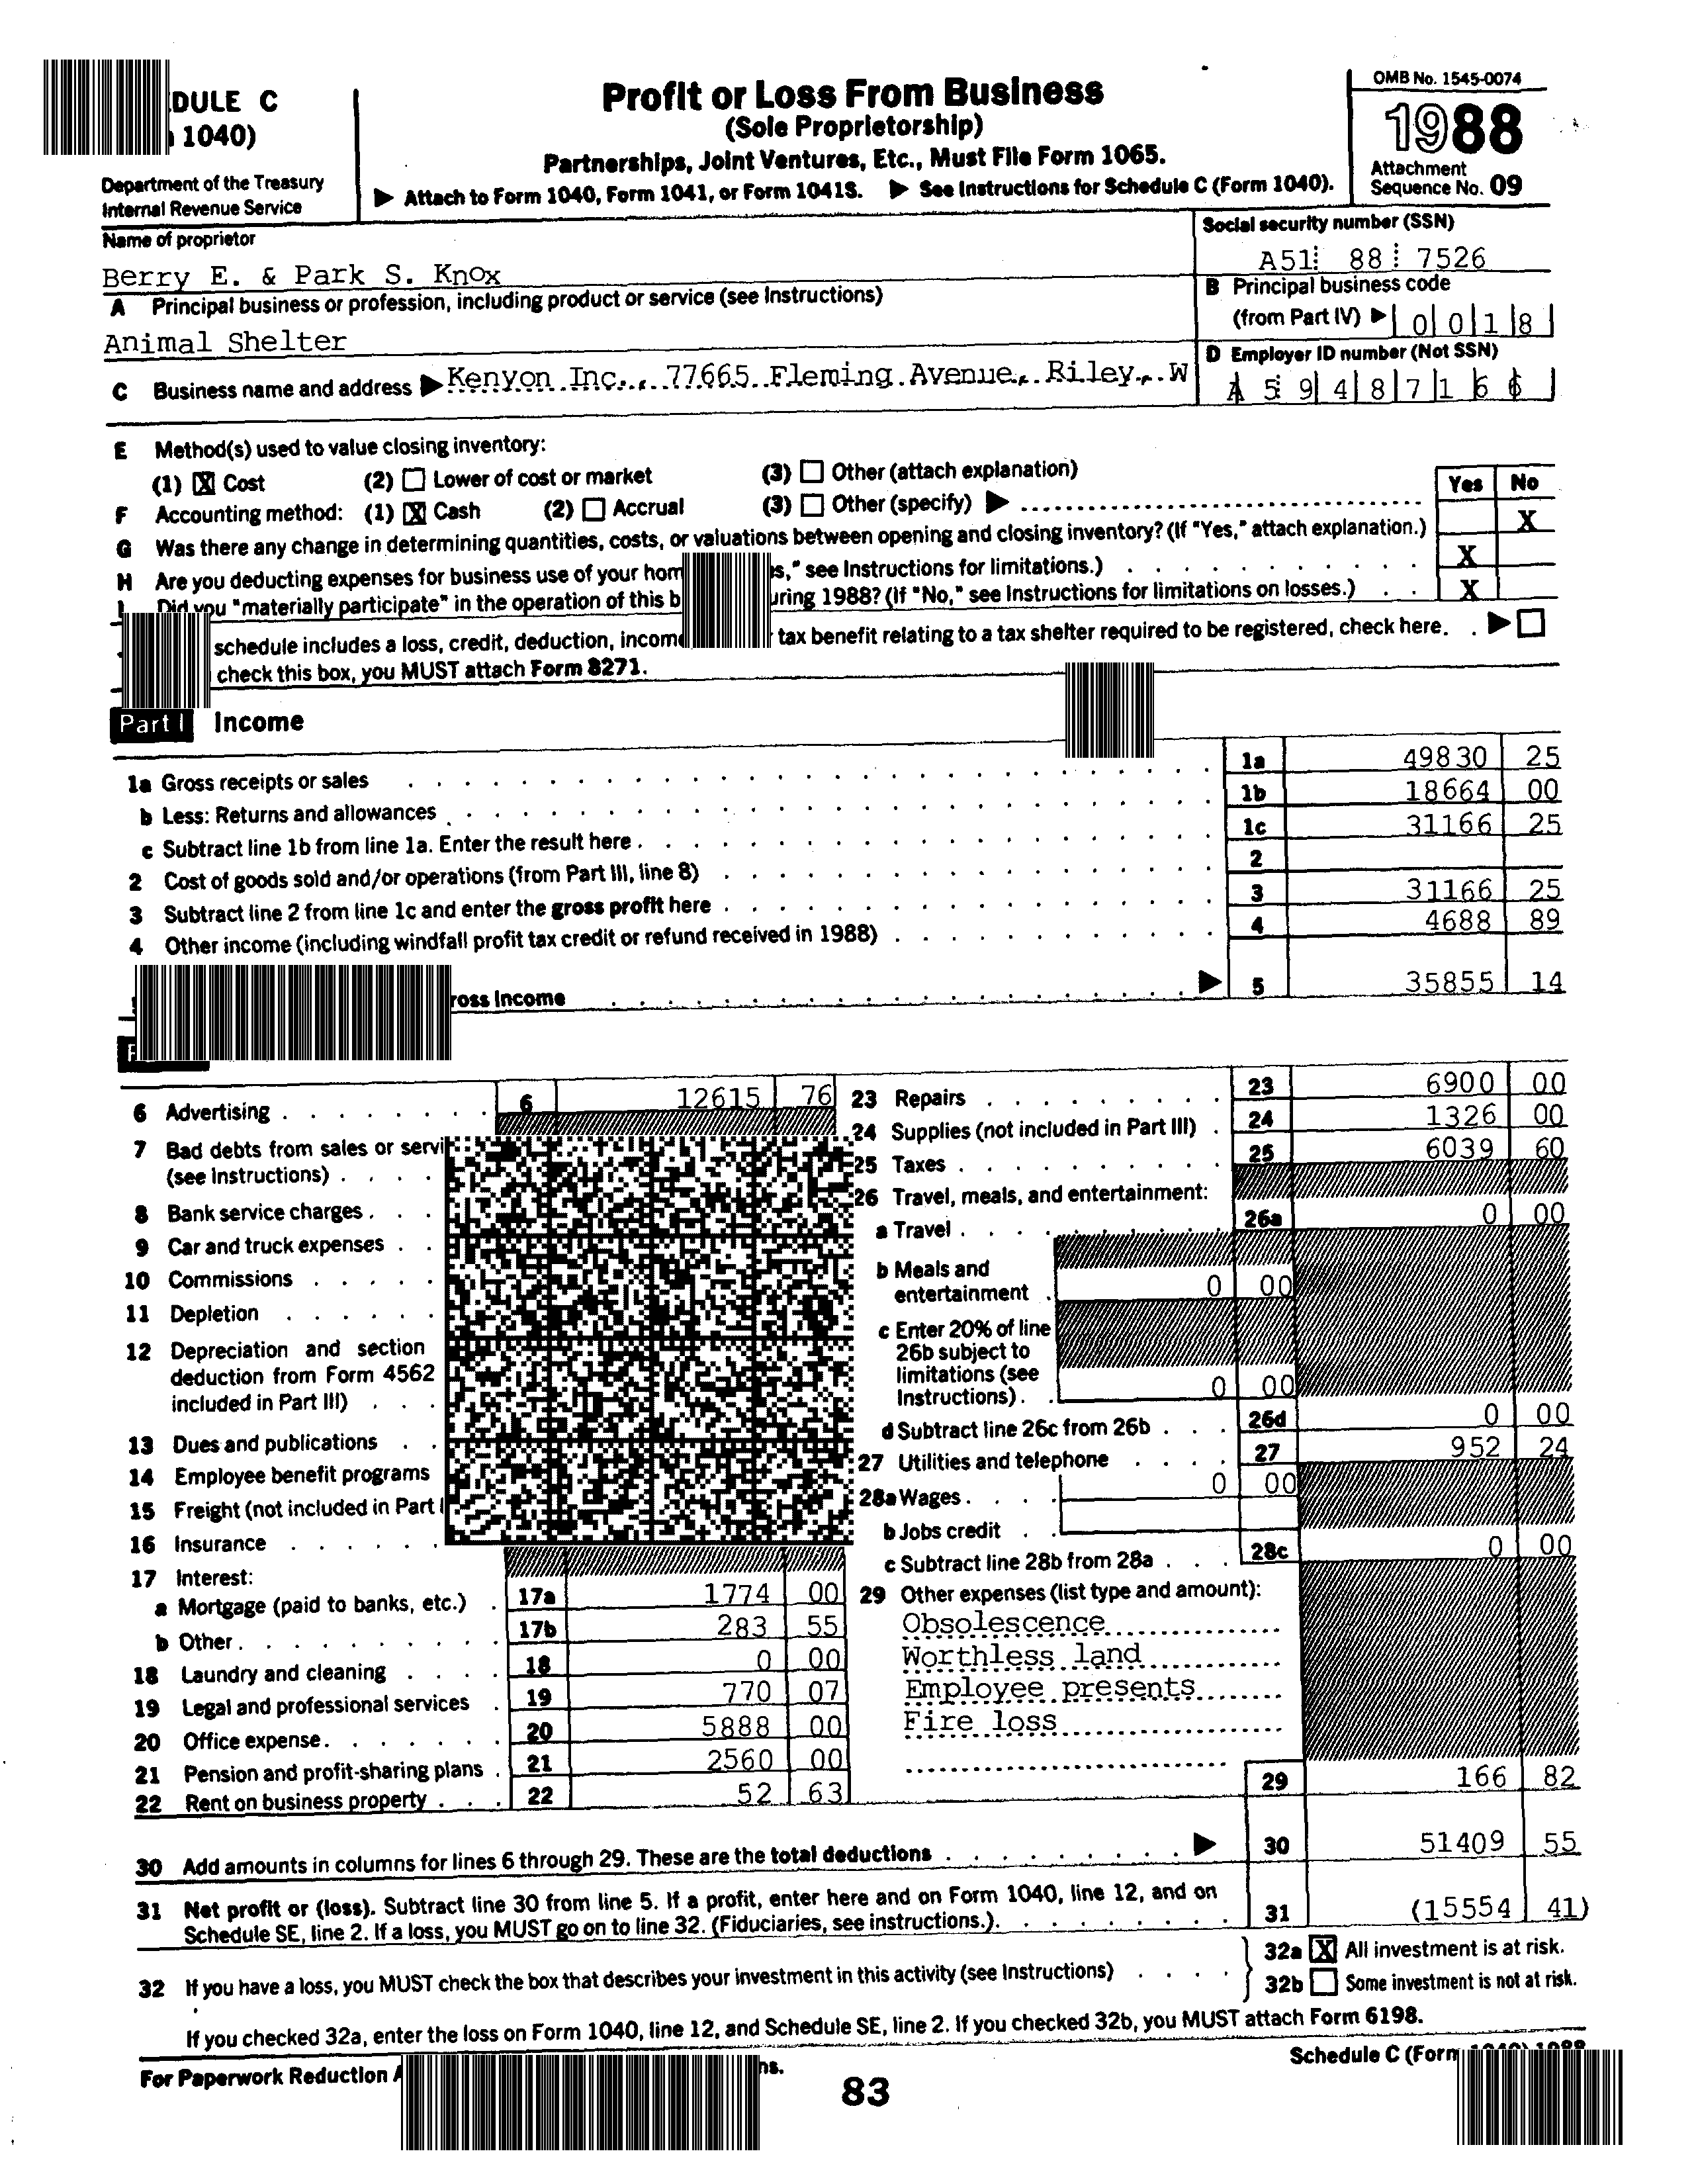 DULE C
1040)
Department of the Treasury
Internal Revenue Service
Profit or Loss From Business
(Sole Proprietorship)
Partnerships, Joint Ventures, Etc., Must File Form 1065.
▶ Attach to Form 1040, Form 1041, or Form 1041S. ▶ See Instructions for Schedule C (Form 1040).
OMB No. 1545-0074
1988
Attachment
Sequence No. 09
Name of proprietor
Berry E. & Park S. Knox
Social security number (SSN)
A51 88 7526
A Principal business or profession, including product or service (see Instructions)
Animal Shelter
B Principal business code
(from Part IV) ▶ 0 0 1 8
C Business name and address ▶ Kenyon Inc., 77665 Fleming Avenue, Riley, W
D Employer ID number (Not SSN)
A 5 9 4 8 7 1 6 6
E Method(s) used to value closing inventory:
(1) X Cost (2) Lower of cost or market (3) Other (attach explanation)
Yes No
F Accounting method: (1) X Cash (2) Accrual (3) Other (specify) ▶
G Was there any change in determining quantities, costs, or valuations between opening and closing inventory? (If "Yes," attach explanation.) X
H Are you deducting expenses for business use of your hom s," see Instructions for limitations.) X
I Did you "materially participate" in the operation of this b uring 1988? (If "No," see Instructions for limitations on losses.) X
schedule includes a loss, credit, deduction, income tax benefit relating to a tax shelter required to be registered, check here. ▶
check this box, you MUST attach Form 8271.
Part I Income
1a Gross receipts or sales 1a 49830 25
b Less: Returns and allowances 1b 18664 00
c Subtract line 1b from line 1a. Enter the result here 1c 31166 25
2 Cost of goods sold and/or operations (from Part III, line 8) 2
3 Subtract line 2 from line 1c and enter the gross profit here 3 31166 25
4 Other income (including windfall profit tax credit or refund received in 1988) 4 4688 89
ross Income ▶ 5 35855 14
6 Advertising 6 12615 76
7 Bad debts from sales or servi
(see Instructions)
8 Bank service charges
9 Car and truck expenses
10 Commissions
11 Depletion
12 Depreciation and section
deduction from Form 4562
included in Part III)
13 Dues and publications
14 Employee benefit programs
15 Freight (not included in Part
16 Insurance
17 Interest:
a Mortgage (paid to banks, etc.) 17a 1774 00
b Other 17b 283 55
18 Laundry and cleaning 18 0 00
19 Legal and professional services 19 770 07
20 Office expense 20 5888 00
21 Pension and profit-sharing plans 21 2560 00
22 Rent on business property 22 52 63
23 Repairs 23 6900 00
24 Supplies (not included in Part III) 24 1326 00
25 Taxes 25 6039 60
26 Travel, meals, and entertainment:
a Travel 26a 0 00
b Meals and
entertainment 0 00
c Enter 20% of line
26b subject to
limitations (see
Instructions) 0 00
d Subtract line 26c from 26b 26d 0 00
27 Utilities and telephone 27 952 24
28a Wages 0 00
b Jobs credit
c Subtract line 28b from 28a 28c 0 00
29 Other expenses (list type and amount):
Obsolescence
Worthless land
Employee presents
Fire loss
29 166 82
30 Add amounts in columns for lines 6 through 29. These are the total deductions ▶ 30 51409 55
31 Net profit or (loss). Subtract line 30 from line 5. If a profit, enter here and on Form 1040, line 12, and on
Schedule SE, line 2. If a loss, you MUST go on to line 32. (Fiduciaries, see instructions.) 31 (15554 41)
32 If you have a loss, you MUST check the box that describes your investment in this activity (see Instructions)
32a X All investment is at risk.
32b Some investment is not at risk.
If you checked 32a, enter the loss on Form 1040, line 12, and Schedule SE, line 2. If you checked 32b, you MUST attach Form 6198.
For Paperwork Reduction A ns.
83
Schedule C (Form 1040) 1988